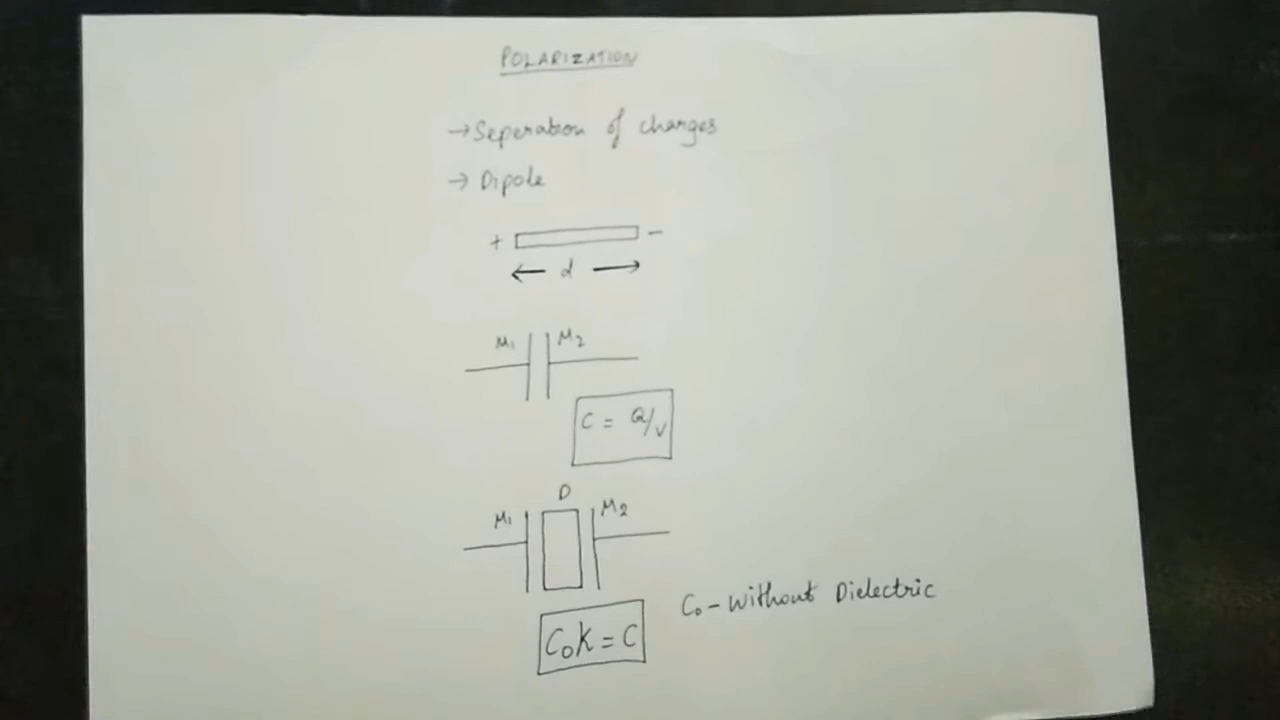 POLARIZATION
→ Seperation of charges
→ Dipole
+ −
← d →
M₁ M₂
C = Q/V
D
M₁ M₂
C₀ - Without Dielectric
C₀K = C